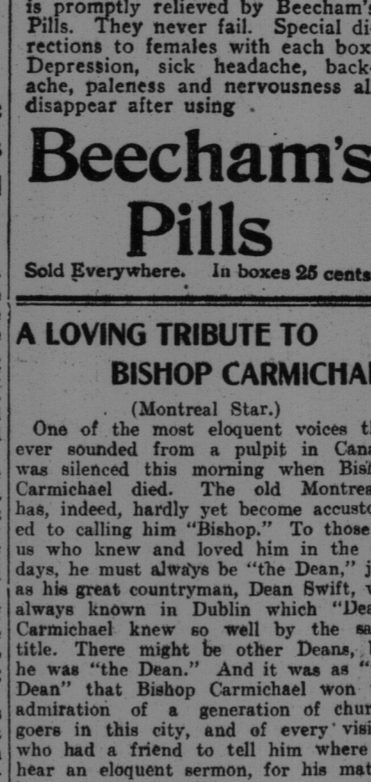 is promptly relieved by Beecham's
Pills. They never fail. Special di-
rections to females with each box
Depression, sick headache, back-
ache, paleness and nervousness al
disappear after using .
Beecham's
Pills
Sold Everywhere. In boxes 25 cents
A LOVING TRIBUTE TO
BISHOP CARMICHA
(Montreal Star.)
One of the most eloquent voices t
ever sounded from a pulpit in Cana
was silenced this morning when Bis
Carmichael died. The old Montrea
has, indeed, hardly yet become accusto
ed to calling him "Bishop." To those
us who knew and loved him in the
days, he must always be "the Dean," j
as his great countryman, Dean Swift,
always known in Dublin which "Dea
Carmichael knew so well by the sa
title. There might be other Deans,
he was "the Dean." And it was as "
Dean" that Bishop Carmichael won
admiration of a generation of chur
goers in this city, and of every visi
who had a friend to tell him where
hear an eloquent sermon, for his mat